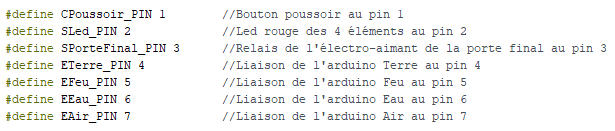 #define CPoussoir_PIN 1 //Bouton poussoir au pin 1
#define SLed_PIN 2 //Led rouge des 4 éléments au pin 2
#define SPorteFinal_PIN 3 //Relais de l'électro-aimant de la porte final au pin 3
#define ETerre_PIN 4 //Liaison de l'arduino Terre au pin 4
#define EFeu_PIN 5 //Liaison de l'arduino Feu au pin 5
#define EEau_PIN 6 //Liaison de l'arduino Eau au pin 6
#define EAir_PIN 7 //Liaison de l'arduino Air au pin 7